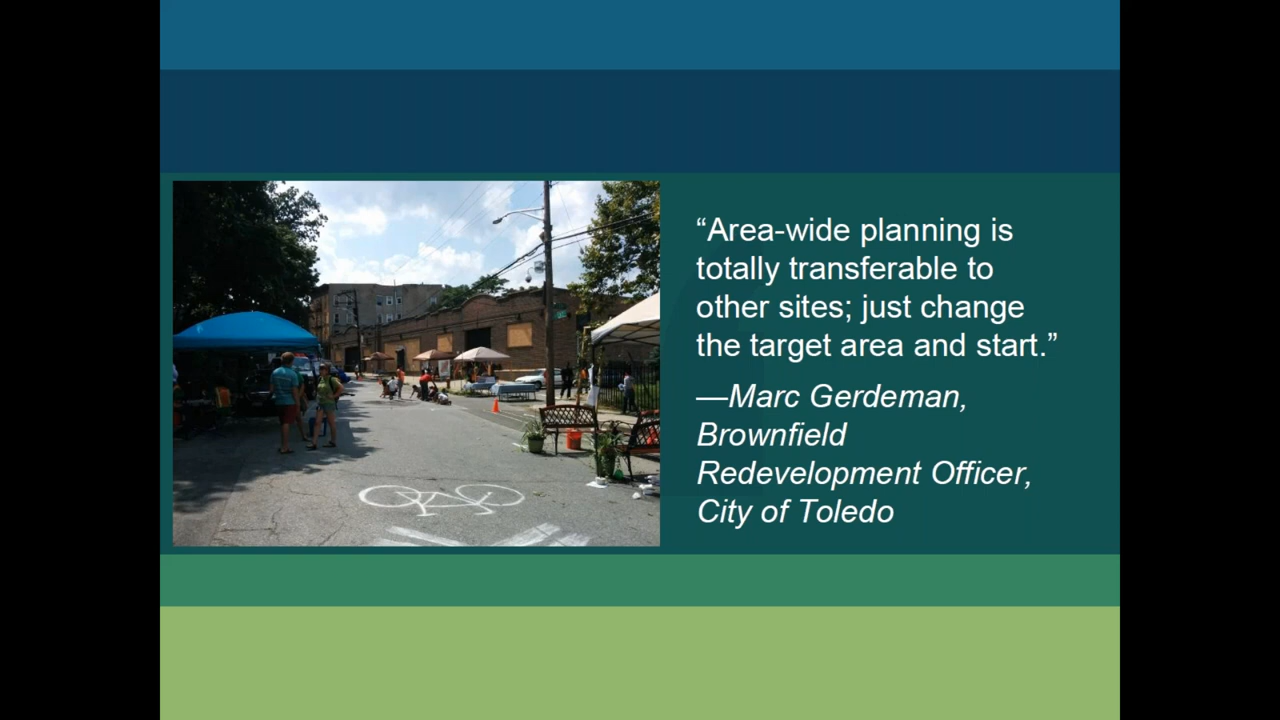 “Area-wide planning is
totally transferable to
other sites; just change
the target area and start.”
—Marc Gerdeman,
Brownfield
Redevelopment Officer,
City of Toledo